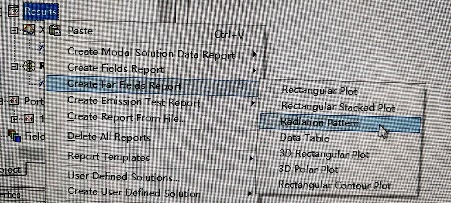 Results
Paste Ctrl+V
Create Modal Solution Data Report
Create Fields Report
Create Far Fields Report
Create Emission Test Report
Create Report From File...
Delete All Reports
Report Templates
User Defined Solutions...
Create User Defined Solution
Rectangular Plot
Rectangular Stacked Plot
Radiation Pattern
Data Table
3D Rectangular Plot
3D Polar Plot
Rectangular Contour Plot
Port
Field